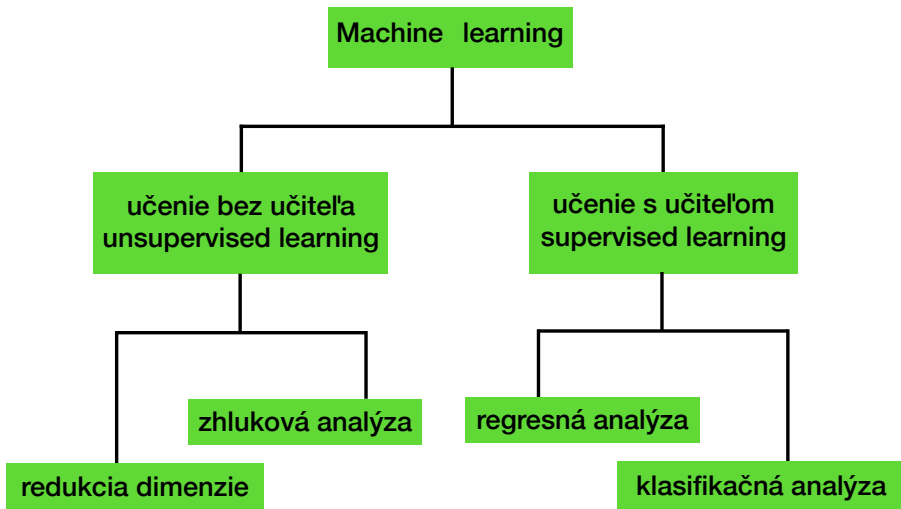 Machine learning
učenie bez učiteľa
unsupervised learning
učenie s učiteľom
supervised learning
zhluková analýza
regresná analýza
redukcia dimenzie
klasifikačná analýza